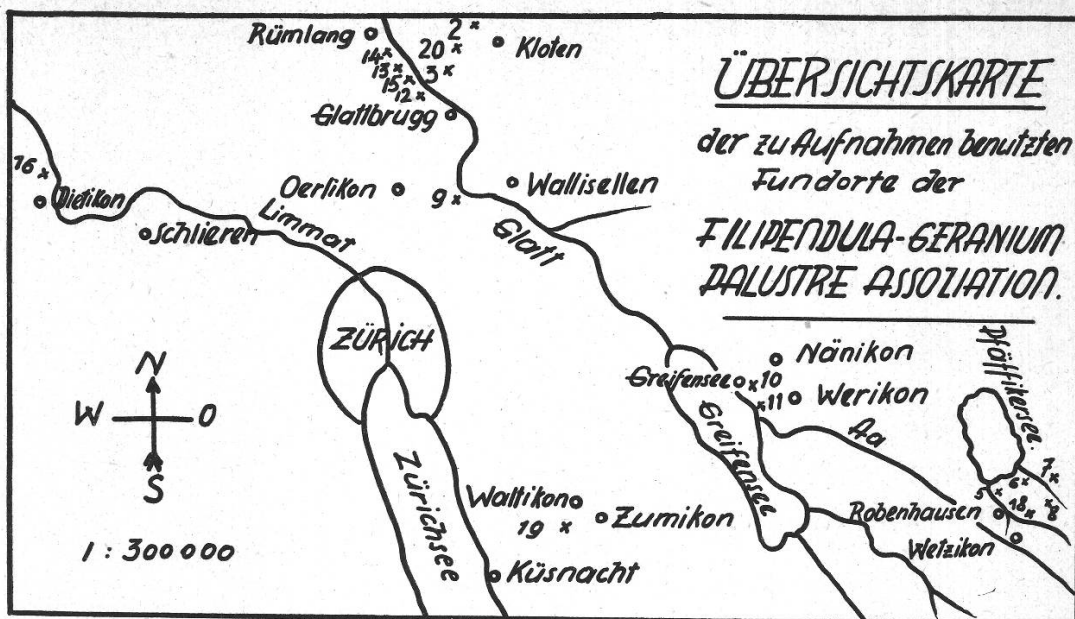 ÜBERSICHTSKARTE
der zu Aufnahmen benutzten
Fundorte der
FILIPENDULA-GERANIUM
PALUSTRE ASSOZIATION.
Rümlang
2 ×
20 ×
Kloten
14 ×
13 ×
3 ×
15 ×
12 ×
Glattbrugg
16 ×
Dietikon
Oerlikon
9 ×
Wallisellen
Schlieren
Limmat
Glatt
ZÜRICH
Nänikon
Greifensee
× 10
× 11
Werikon
Pfäffikersee.
N
W
O
S
Greifensee
Aa
Zürichsee
Waltikon
19 ×
Zumikon
5 ×
6 ×
7 ×
Robenhausen
18 ×
× 8
Wetzikon
1 : 300000
Küsnacht